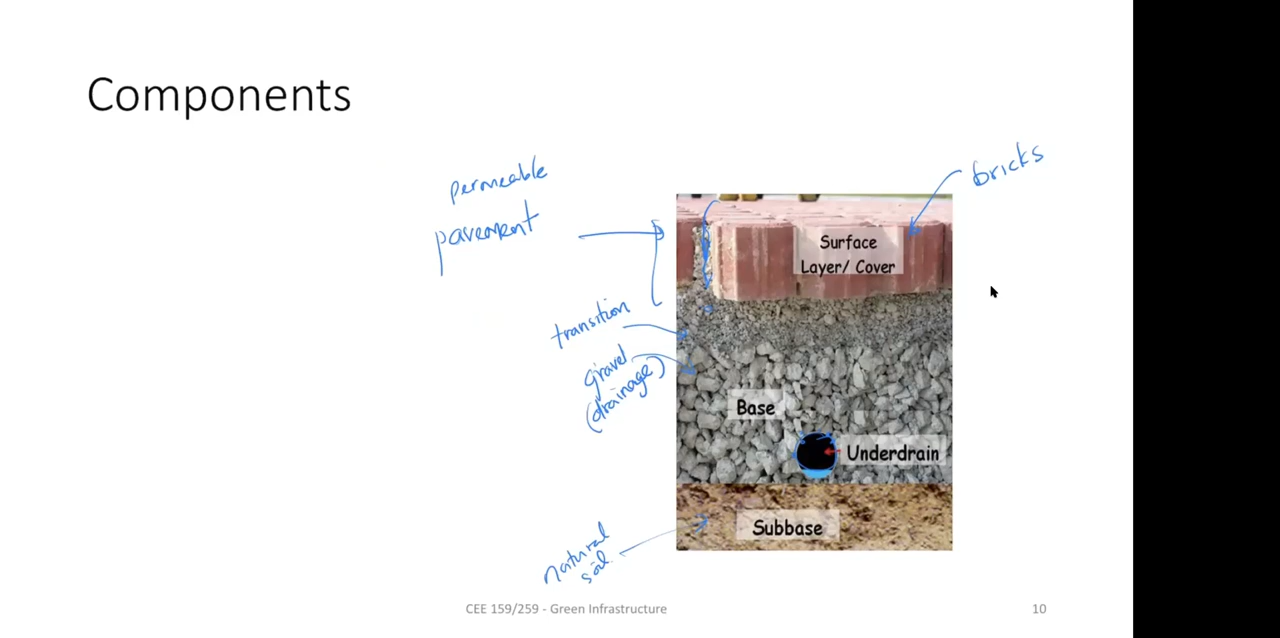 Components
permeable
pavement
bricks
Surface
Layer/ Cover
transition
gravel
(drainage)
Base
Underdrain
Subbase
natural
soil
CEE 159/259 - Green Infrastructure
10